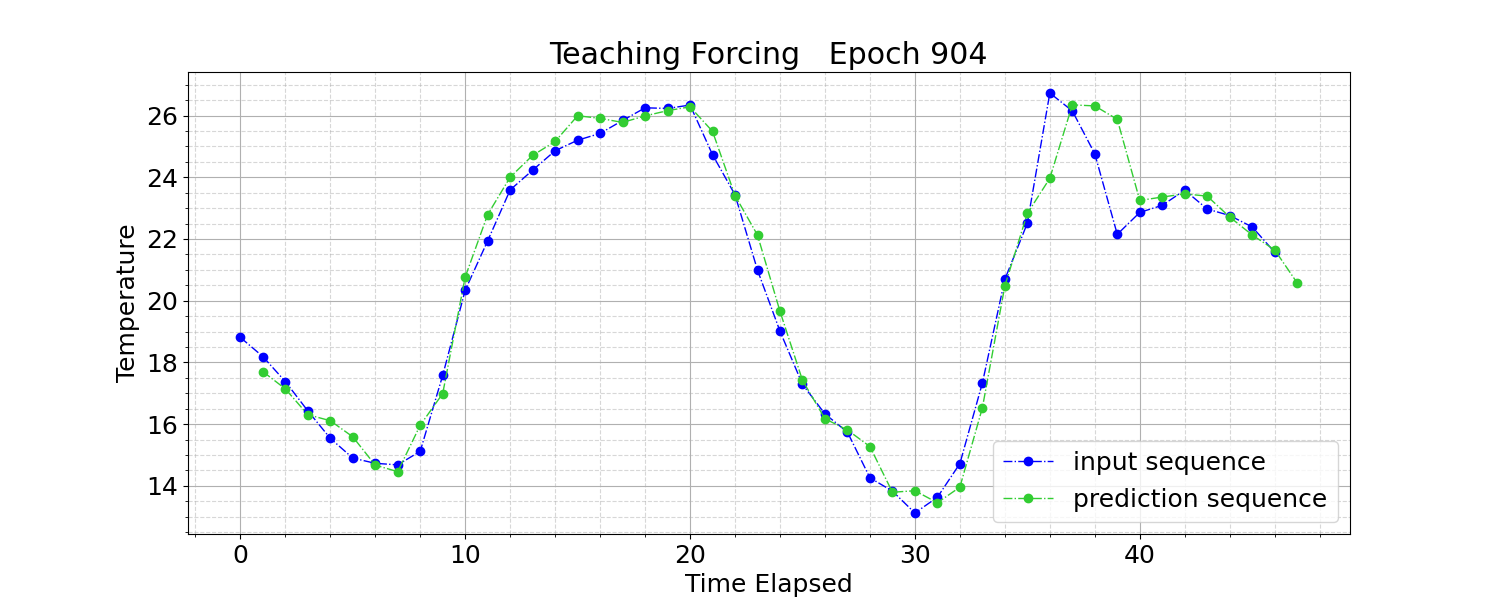 Teaching Forcing   Epoch 904
Temperature
26
24
22
20
18
16
14
input sequence
prediction sequence
0 10 20 30 40
Time Elapsed